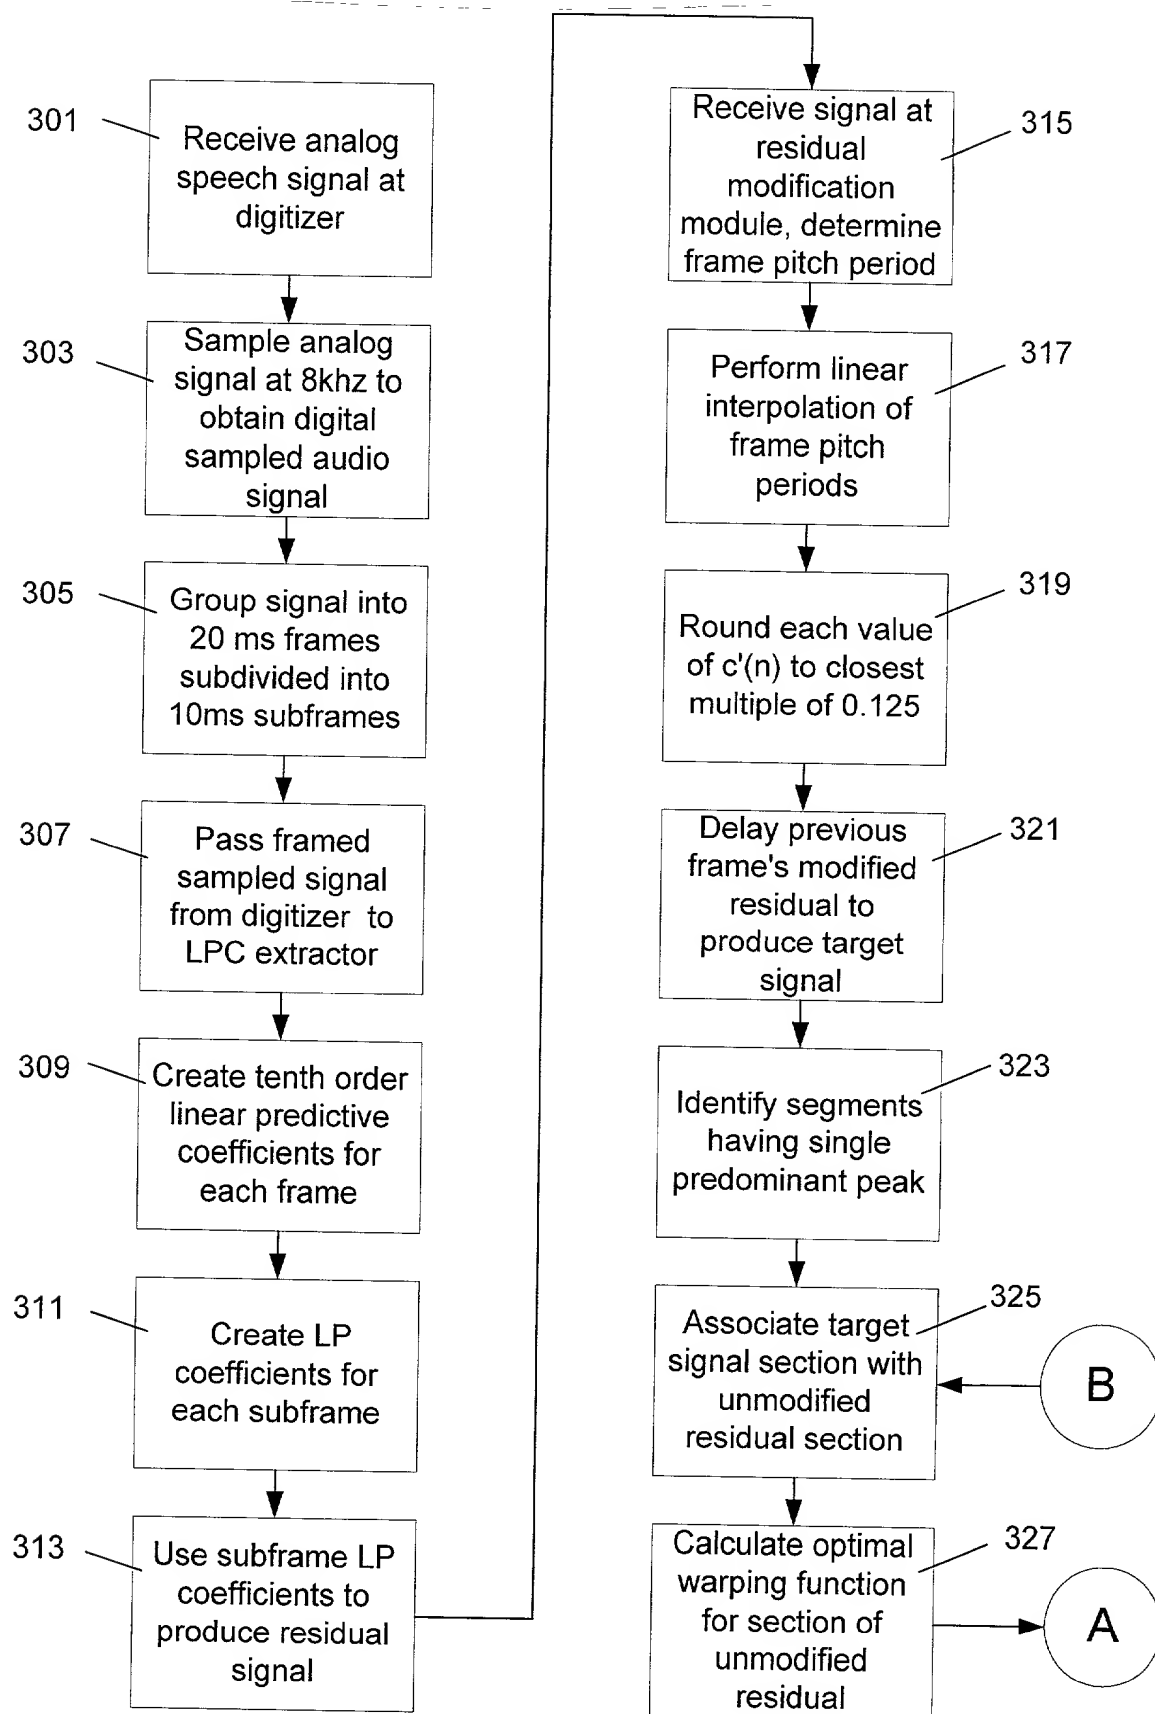 301
Receive analog
speech signal at
digitizer
303
Sample analog
signal at 8khz to
obtain digital
sampled audio
signal
305
Group signal into
20 ms frames
subdivided into
10ms subframes
307
Pass framed
sampled signal
from digitizer to
LPC extractor
309
Create tenth order
linear predictive
coefficients for
each frame
311
Create LP
coefficients for
each subframe
313
Use subframe LP
coefficients to
produce residual
signal
315
Receive signal at
residual
modification
module, determine
frame pitch period
317
Perform linear
interpolation of
frame pitch
periods
319
Round each value
of c'(n) to closest
multiple of 0.125
321
Delay previous
frame's modified
residual to
produce target
signal
323
Identify segments
having single
predominant peak
325
Associate target
signal section with
unmodified
residual section
B
327
Calculate optimal
warping function
for section of
unmodified
residual
A